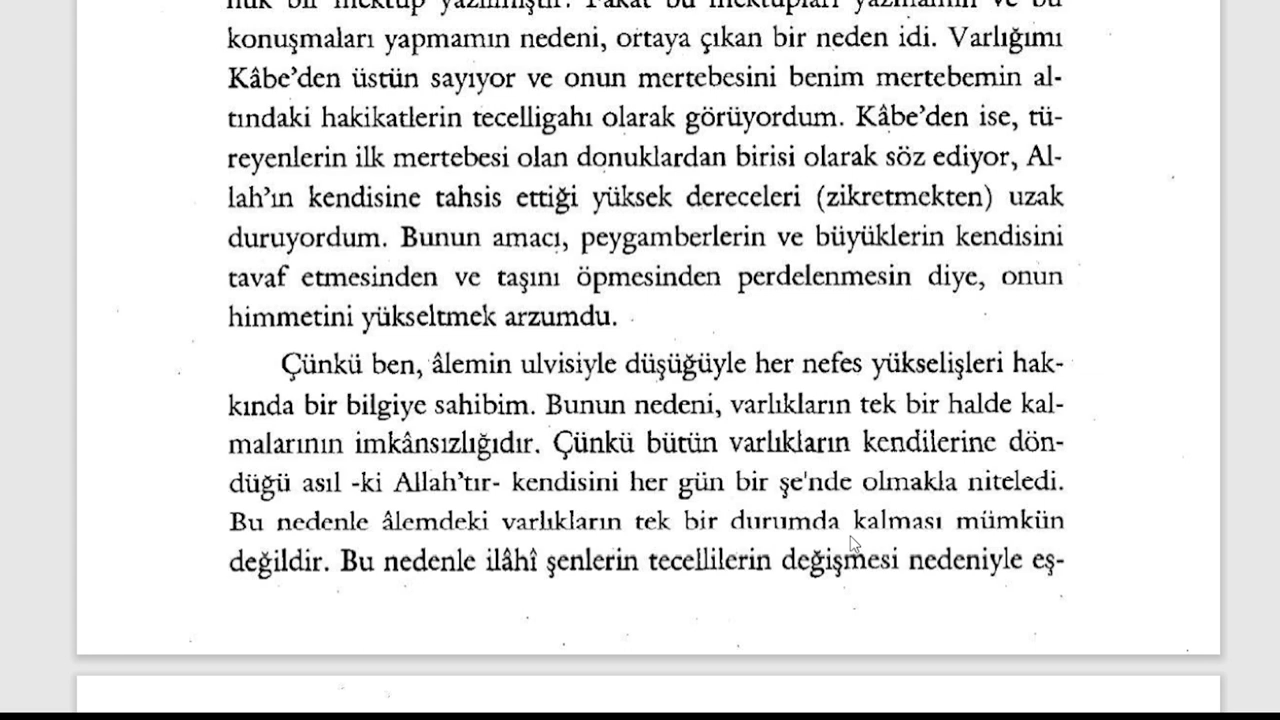 konuşmaları yapmamın nedeni, ortaya çıkan bir neden idi. Varlığımı
Kâbe’den üstün sayıyor ve onun mertebesini benim mertebemin al-
tındaki hakikatlerin tecelligahı olarak görüyordum. Kâbe’den ise, tü-
reyenlerin ilk mertebesi olan donuklardan birisi olarak söz ediyor, Al-
lah’ın kendisine tahsis ettiği yüksek dereceleri (zikretmekten) uzak
duruyordum. Bunun amacı, peygamberlerin ve büyüklerin kendisini
tavaf etmesinden ve taşını öpmesinden perdelenmesin diye, onun
himmetini yükseltmek arzumdu.
Çünkü ben, âlemin ulvisiyle düşüğüyle her nefes yükselişleri hak-
kında bir bilgiye sahibim. Bunun nedeni, varlıkların tek bir halde kal-
malarının imkânsızlığıdır. Çünkü bütün varlıkların kendilerine dön-
düğü asıl -ki Allah’tır- kendisini her gün bir şe'nde olmakla niteledi.
Bu nedenle âlemdeki varlıkların tek bir durumda kalması mümkün
değildir. Bu nedenle ilâhî şenlerin tecellilerin değişmesi nedeniyle eş-